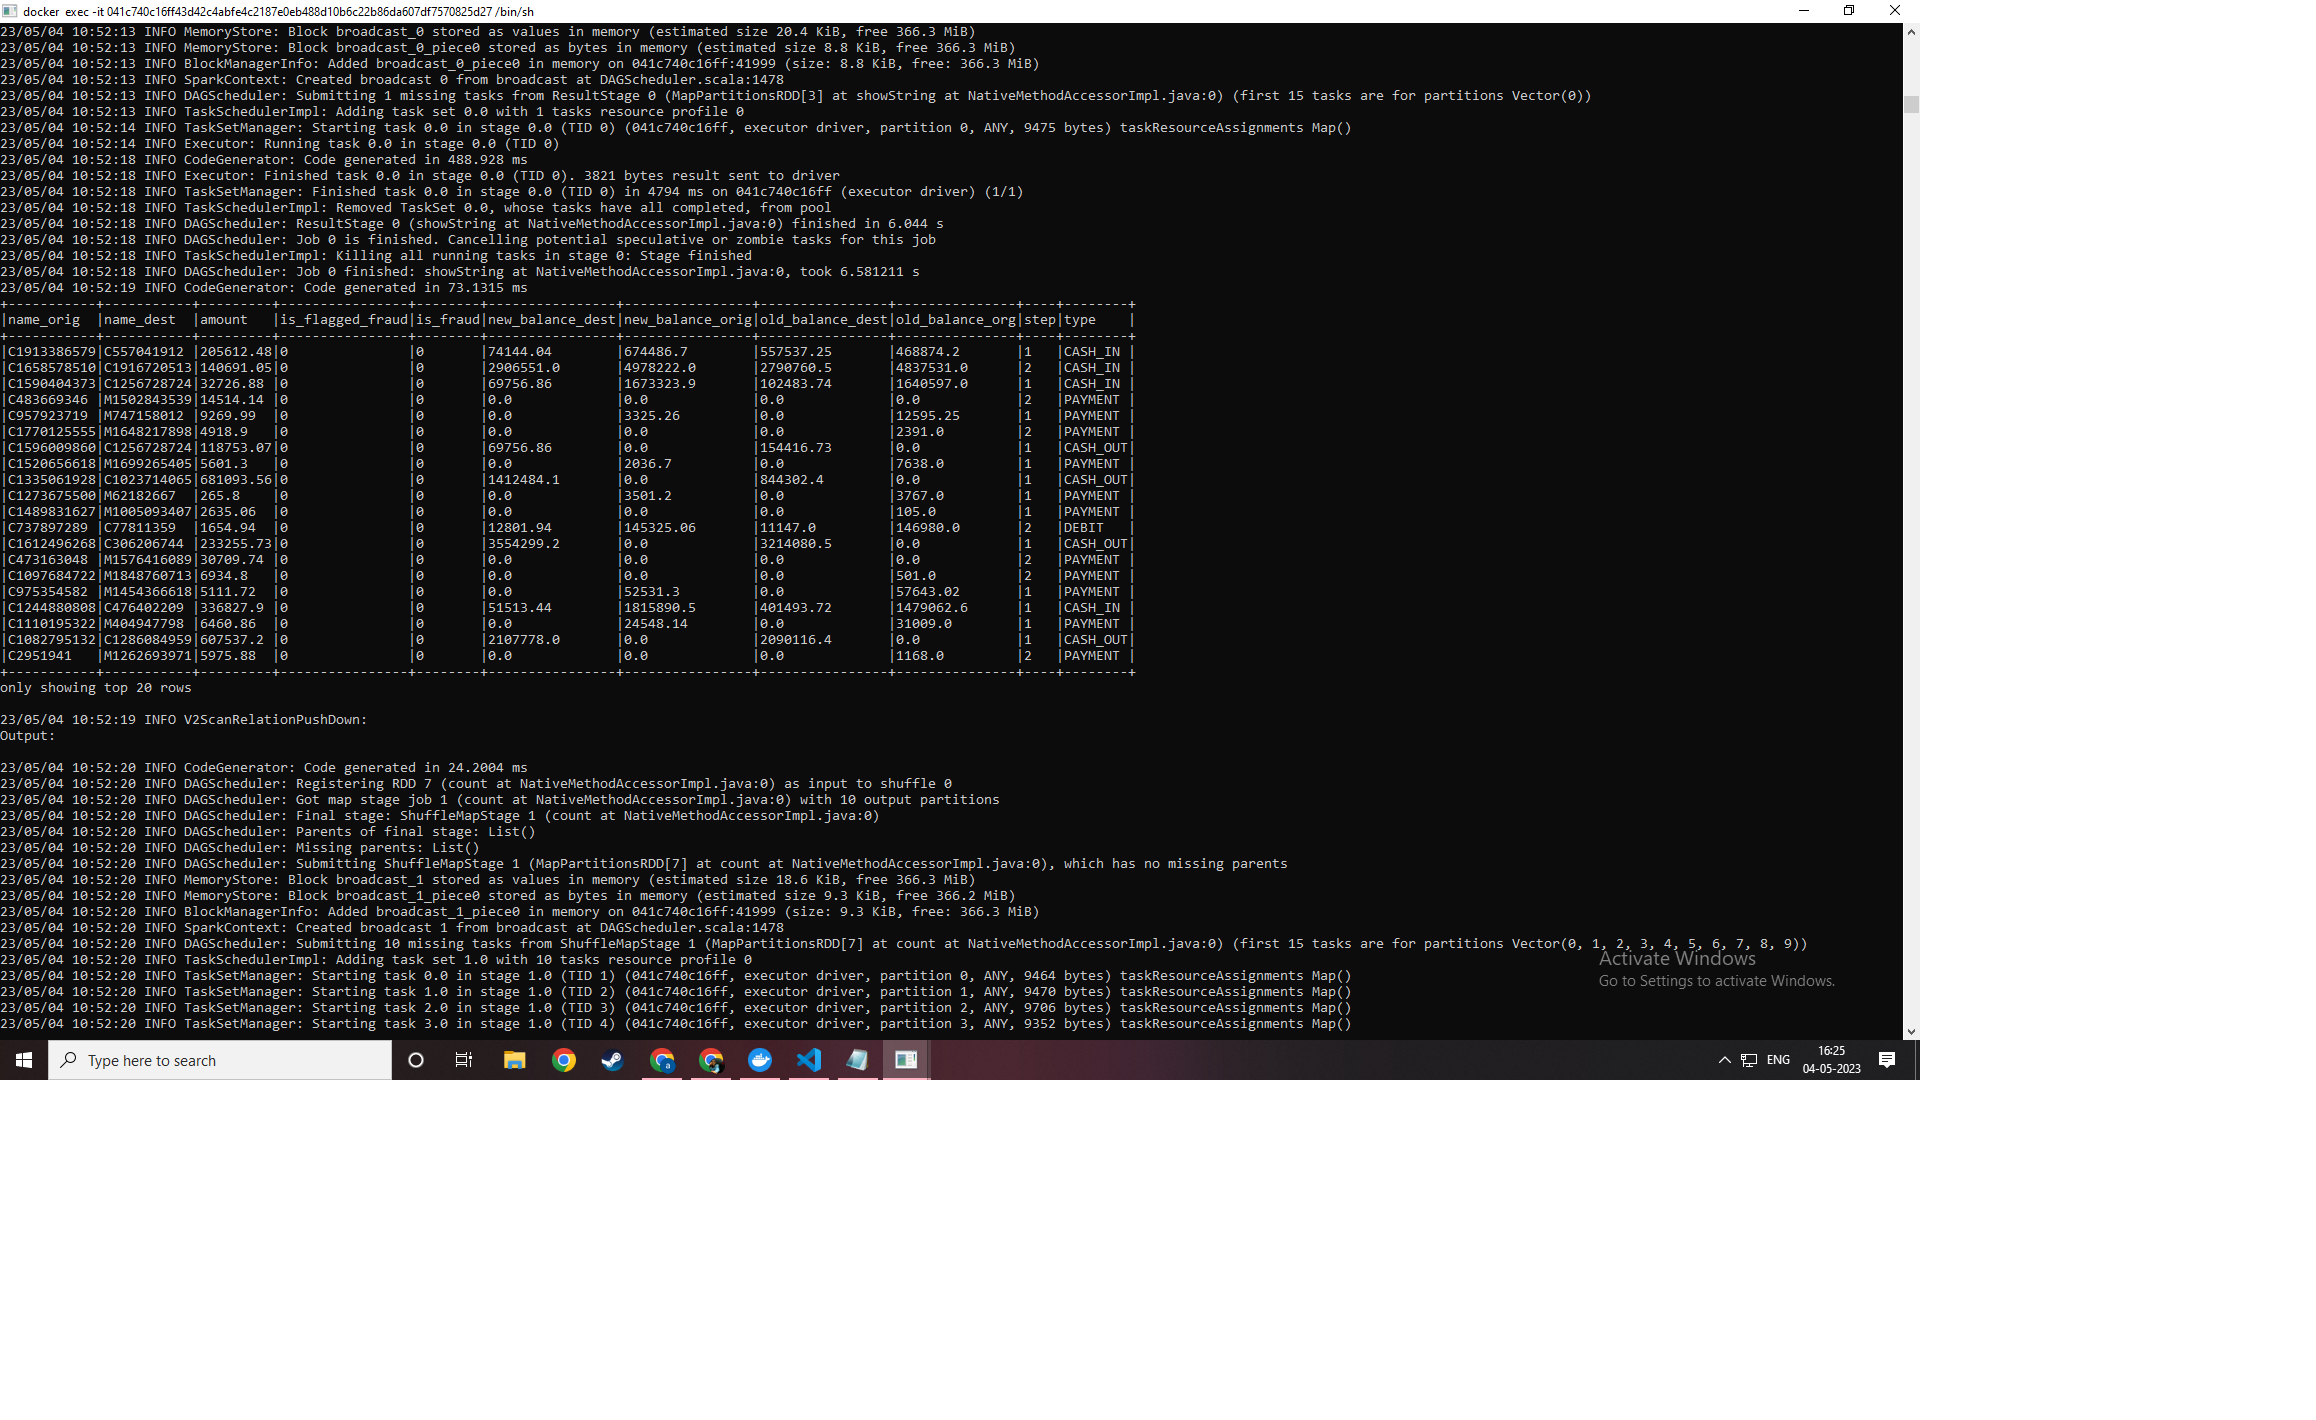 docker exec -it 041c740c16ff43d42c4abfe4c2187e0eb488d10b6c22b86da607df7570825d27 /bin/sh
23/05/04 10:52:13 INFO MemoryStore: Block broadcast_0 stored as values in memory (estimated size 20.4 KiB, free 366.3 MiB)
23/05/04 10:52:13 INFO MemoryStore: Block broadcast_0_piece0 stored as bytes in memory (estimated size 8.8 KiB, free 366.3 MiB)
23/05/04 10:52:13 INFO BlockManagerInfo: Added broadcast_0_piece0 in memory on 041c740c16ff:41999 (size: 8.8 KiB, free: 366.3 MiB)
23/05/04 10:52:13 INFO SparkContext: Created broadcast 0 from broadcast at DAGScheduler.scala:1478
23/05/04 10:52:13 INFO DAGScheduler: Submitting 1 missing tasks from ResultStage 0 (MapPartitionsRDD[3] at showString at NativeMethodAccessorImpl.java:0) (first 15 tasks are for partitions Vector(0))
23/05/04 10:52:13 INFO TaskSchedulerImpl: Adding task set 0.0 with 1 tasks resource profile 0
23/05/04 10:52:14 INFO TaskSetManager: Starting task 0.0 in stage 0.0 (TID 0) (041c740c16ff, executor driver, partition 0, ANY, 9475 bytes) taskResourceAssignments Map()
23/05/04 10:52:14 INFO Executor: Running task 0.0 in stage 0.0 (TID 0)
23/05/04 10:52:18 INFO CodeGenerator: Code generated in 488.928 ms
23/05/04 10:52:18 INFO Executor: Finished task 0.0 in stage 0.0 (TID 0). 3821 bytes result sent to driver
23/05/04 10:52:18 INFO TaskSetManager: Finished task 0.0 in stage 0.0 (TID 0) in 4794 ms on 041c740c16ff (executor driver) (1/1)
23/05/04 10:52:18 INFO TaskSchedulerImpl: Removed TaskSet 0.0, whose tasks have all completed, from pool
23/05/04 10:52:18 INFO DAGScheduler: ResultStage 0 (showString at NativeMethodAccessorImpl.java:0) finished in 6.044 s
23/05/04 10:52:18 INFO DAGScheduler: Job 0 is finished. Cancelling potential speculative or zombie tasks for this job
23/05/04 10:52:18 INFO TaskSchedulerImpl: Killing all running tasks in stage 0: Stage finished
23/05/04 10:52:18 INFO DAGScheduler: Job 0 finished: showString at NativeMethodAccessorImpl.java:0, took 6.581211 s
23/05/04 10:52:19 INFO CodeGenerator: Code generated in 73.1315 ms
+-----------+-----------+---------+----------------+--------+----------------+----------------+----------------+---------------+----+--------+
|name_orig  |name_dest  |amount   |is_flagged_fraud|is_fraud|new_balance_dest|new_balance_orig|old_balance_dest|old_balance_org|step|type    |
+-----------+-----------+---------+----------------+--------+----------------+----------------+----------------+---------------+----+--------+
|C1913386579|C557041912 |205612.48|0               |0       |74144.04        |674486.7        |557537.25       |468874.2       |1   |CASH_IN |
|C1658578510|C1916720513|140691.05|0               |0       |2906551.0       |4978222.0       |2790760.5       |4837531.0      |2   |CASH_IN |
|C1590404373|C1256728724|32726.88 |0               |0       |69756.86        |1673323.9       |102483.74       |1640597.0      |1   |CASH_IN |
|C483669346 |M1502843539|14514.14 |0               |0       |0.0             |0.0             |0.0             |0.0            |2   |PAYMENT |
|C957923719 |M747158012 |9269.99  |0               |0       |0.0             |3325.26         |0.0             |12595.25       |1   |PAYMENT |
|C1770125555|M1648217898|4918.9   |0               |0       |0.0             |0.0             |0.0             |2391.0         |2   |PAYMENT |
|C1596009860|C1256728724|118753.07|0               |0       |69756.86        |0.0             |154416.73       |0.0            |1   |CASH_OUT|
|C1520656618|M1699265405|5601.3   |0               |0       |0.0             |2036.7          |0.0             |7638.0         |1   |PAYMENT |
|C1335061928|C1023714065|681093.56|0               |0       |1412484.1       |0.0             |844302.4        |0.0            |1   |CASH_OUT|
|C1273675500|M62182667  |265.8    |0               |0       |0.0             |3501.2          |0.0             |3767.0         |1   |PAYMENT |
|C1489831627|M1005093407|2635.06  |0               |0       |0.0             |0.0             |0.0             |105.0          |1   |PAYMENT |
|C737897289 |C77811359  |1654.94  |0               |0       |12801.94        |145325.06       |11147.0         |146980.0       |2   |DEBIT   |
|C1612496268|C306206744 |233255.73|0               |0       |3554299.2       |0.0             |3214080.5       |0.0            |1   |CASH_OUT|
|C473163048 |M1576416089|30709.74 |0               |0       |0.0             |0.0             |0.0             |0.0            |2   |PAYMENT |
|C1097684722|M1848760713|6934.8   |0               |0       |0.0             |0.0             |0.0             |501.0          |2   |PAYMENT |
|C975354582 |M1454366618|5111.72  |0               |0       |0.0             |52531.3         |0.0             |57643.02       |1   |PAYMENT |
|C1244880808|C476402209 |336827.9 |0               |0       |51513.44        |1815890.5       |401493.72       |1479062.6      |1   |CASH_IN |
|C1110195322|M404947798 |6460.86  |0               |0       |0.0             |24548.14        |0.0             |31009.0        |1   |PAYMENT |
|C1082795132|C1286084959|607537.2 |0               |0       |2107778.0       |0.0             |2090116.4       |0.0            |1   |CASH_OUT|
|C2951941   |M1262693971|5975.88  |0               |0       |0.0             |0.0             |0.0             |1168.0         |2   |PAYMENT |
+-----------+-----------+---------+----------------+--------+----------------+----------------+----------------+---------------+----+--------+
only showing top 20 rows
23/05/04 10:52:19 INFO V2ScanRelationPushDown:
Output:
23/05/04 10:52:20 INFO CodeGenerator: Code generated in 24.2004 ms
23/05/04 10:52:20 INFO DAGScheduler: Registering RDD 7 (count at NativeMethodAccessorImpl.java:0) as input to shuffle 0
23/05/04 10:52:20 INFO DAGScheduler: Got map stage job 1 (count at NativeMethodAccessorImpl.java:0) with 10 output partitions
23/05/04 10:52:20 INFO DAGScheduler: Final stage: ShuffleMapStage 1 (count at NativeMethodAccessorImpl.java:0)
23/05/04 10:52:20 INFO DAGScheduler: Parents of final stage: List()
23/05/04 10:52:20 INFO DAGScheduler: Missing parents: List()
23/05/04 10:52:20 INFO DAGScheduler: Submitting ShuffleMapStage 1 (MapPartitionsRDD[7] at count at NativeMethodAccessorImpl.java:0), which has no missing parents
23/05/04 10:52:20 INFO MemoryStore: Block broadcast_1 stored as values in memory (estimated size 18.6 KiB, free 366.3 MiB)
23/05/04 10:52:20 INFO MemoryStore: Block broadcast_1_piece0 stored as bytes in memory (estimated size 9.3 KiB, free 366.2 MiB)
23/05/04 10:52:20 INFO BlockManagerInfo: Added broadcast_1_piece0 in memory on 041c740c16ff:41999 (size: 9.3 KiB, free: 366.3 MiB)
23/05/04 10:52:20 INFO SparkContext: Created broadcast 1 from broadcast at DAGScheduler.scala:1478
23/05/04 10:52:20 INFO DAGScheduler: Submitting 10 missing tasks from ShuffleMapStage 1 (MapPartitionsRDD[7] at count at NativeMethodAccessorImpl.java:0) (first 15 tasks are for partitions Vector(0, 1, 2, 3, 4, 5, 6, 7, 8, 9))
23/05/04 10:52:20 INFO TaskSchedulerImpl: Adding task set 1.0 with 10 tasks resource profile 0
23/05/04 10:52:20 INFO TaskSetManager: Starting task 0.0 in stage 1.0 (TID 1) (041c740c16ff, executor driver, partition 0, ANY, 9464 bytes) taskResourceAssignments Map()
23/05/04 10:52:20 INFO TaskSetManager: Starting task 1.0 in stage 1.0 (TID 2) (041c740c16ff, executor driver, partition 1, ANY, 9470 bytes) taskResourceAssignments Map()
23/05/04 10:52:20 INFO TaskSetManager: Starting task 2.0 in stage 1.0 (TID 3) (041c740c16ff, executor driver, partition 2, ANY, 9706 bytes) taskResourceAssignments Map()
23/05/04 10:52:20 INFO TaskSetManager: Starting task 3.0 in stage 1.0 (TID 4) (041c740c16ff, executor driver, partition 3, ANY, 9352 bytes) taskResourceAssignments Map()
Activate Windows
Go to Settings to activate Windows.
Type here to search
ENG
16:25
04-05-2023